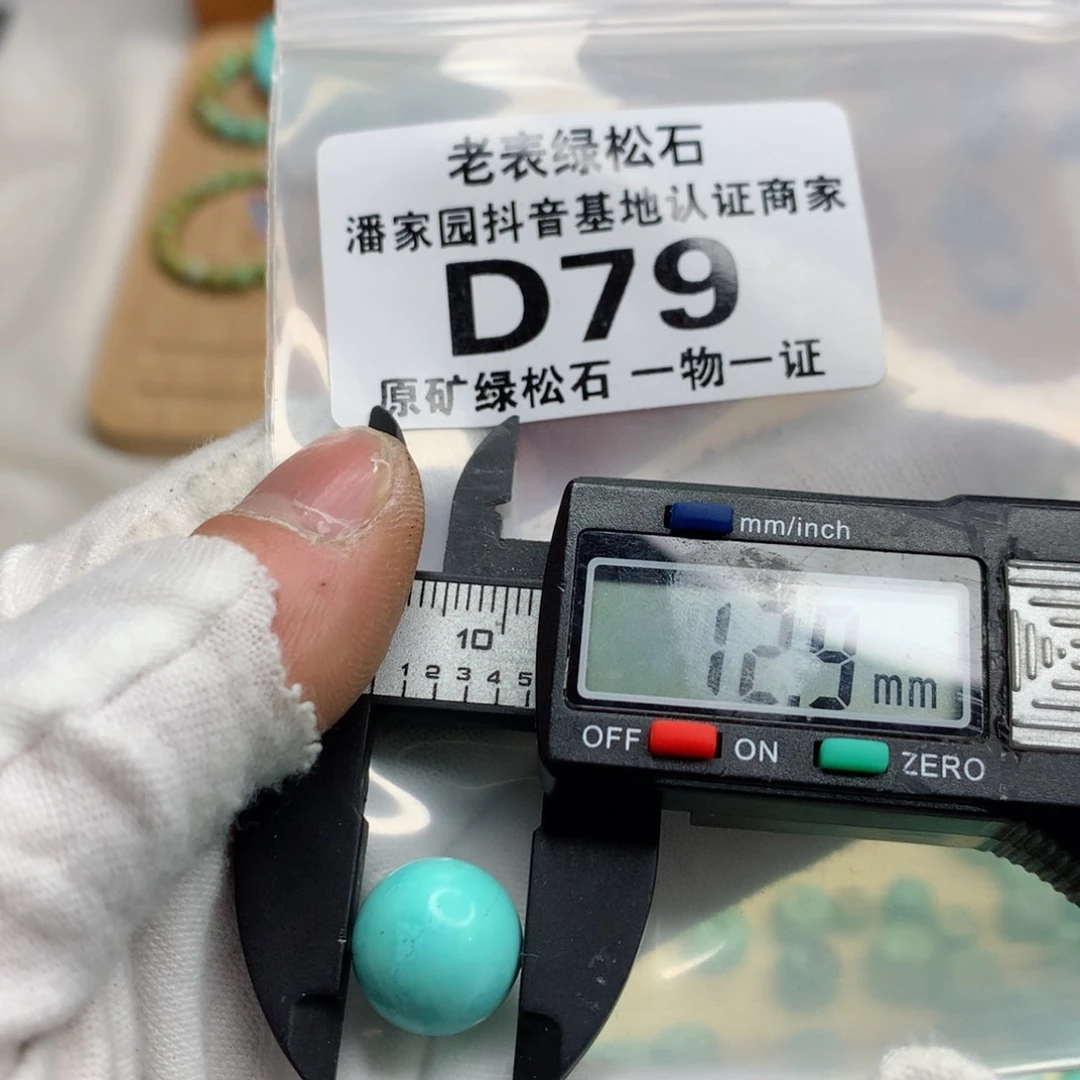 老表绿松石
潘家园抖音基地认证商家
D79
原矿绿松石 一物一证
mm/inch
12.9 mm
10
1 2 3 4 5
OFF ON ZERO